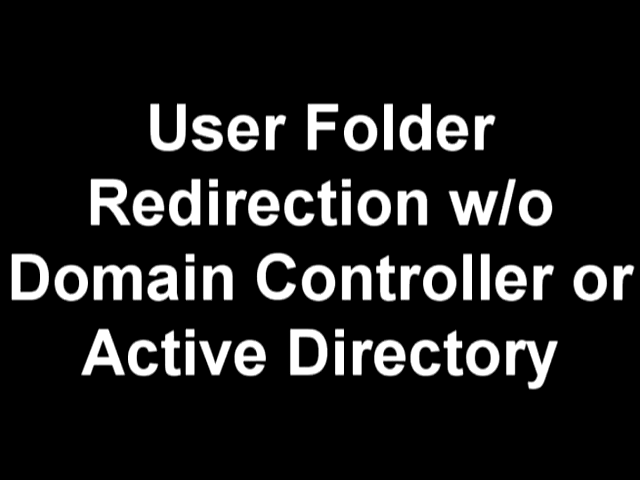 User Folder
Redirection w/o
Domain Controller or
Active Directory